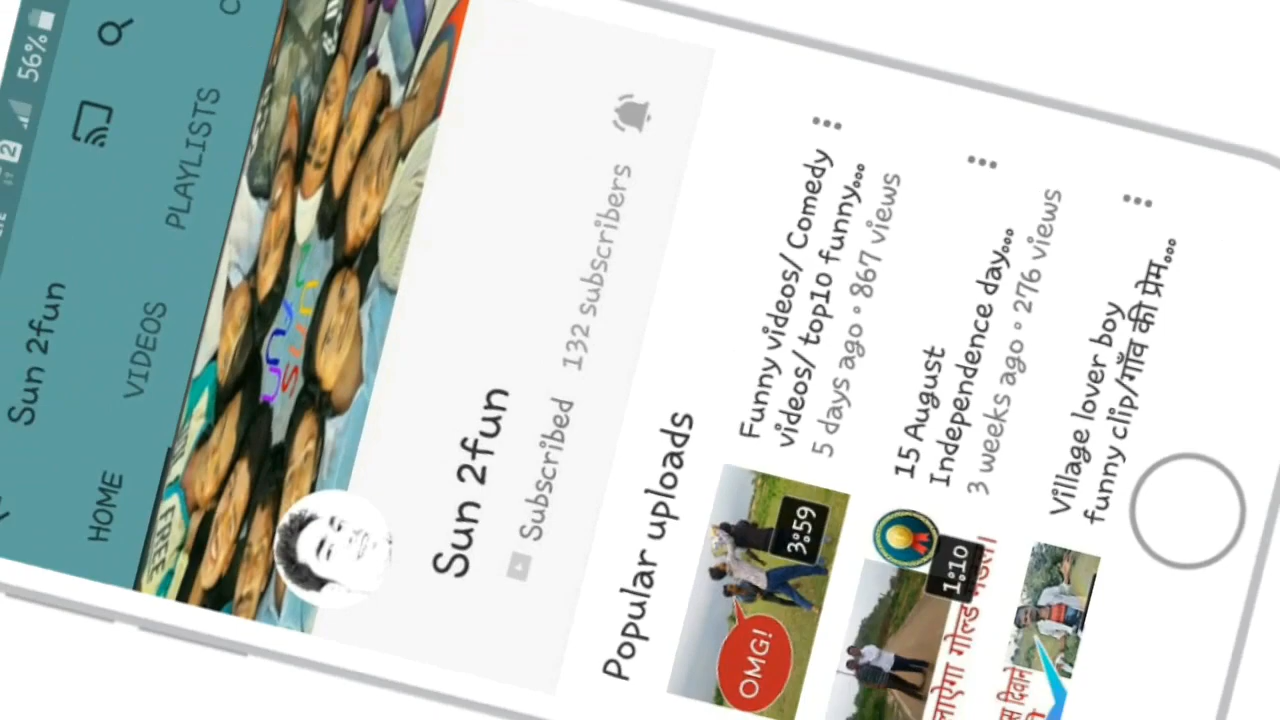 2
56%
Sun 2fun
HOME
VIDEOS
PLAYLISTS
C
FREE
Sun 2fun
Subscribed 132 subscribers
Popular uploads
OMG!
3:59
Funny videos/ Comedy
videos/ top10 funny...
5 days ago • 867 views
1:10
15 August
Independence day...
3 weeks ago • 276 views
Village lover boy
funny clip/गाँव की प्रेम...